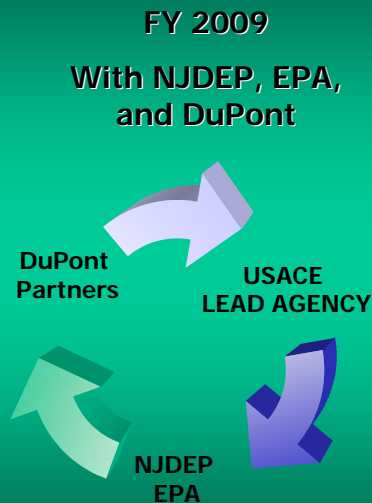 FY 2009
With NJDEP, EPA,
and DuPont
DuPont
Partners
USACE
LEAD AGENCY
NJDEP
EPA